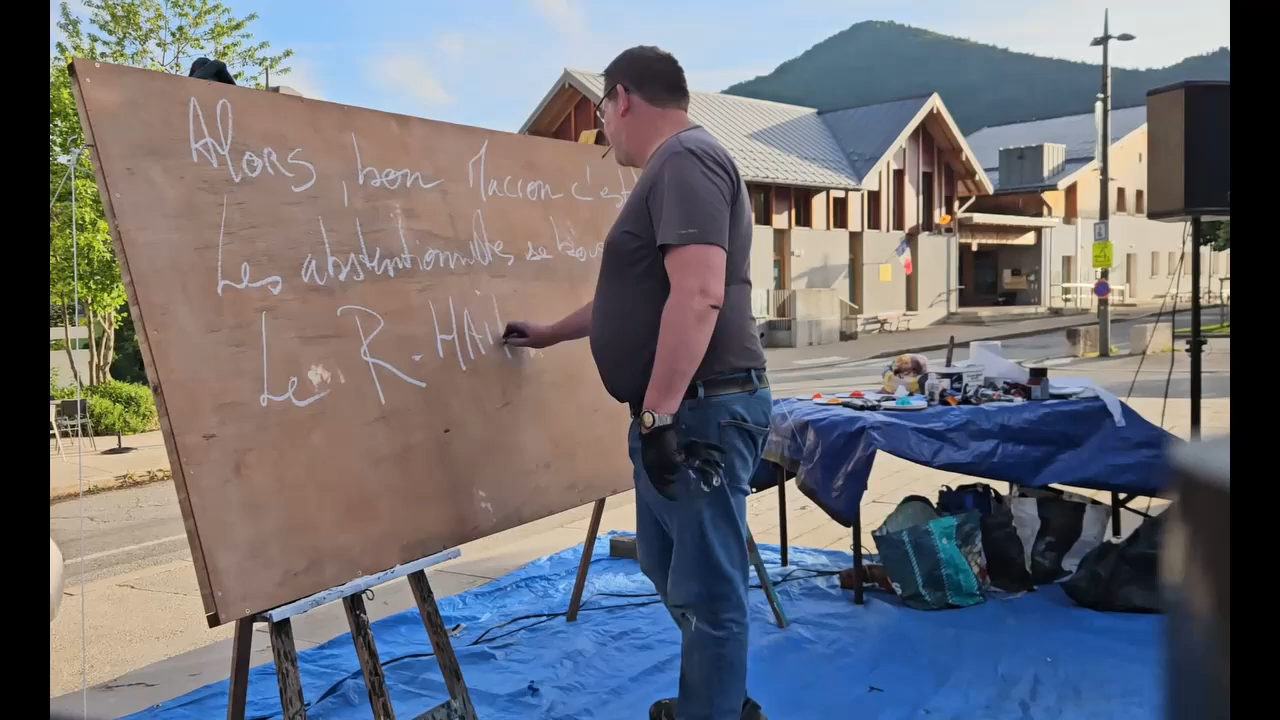 Alors, bon Macron c'est
Les abstentionnistes se
Le R-HAI